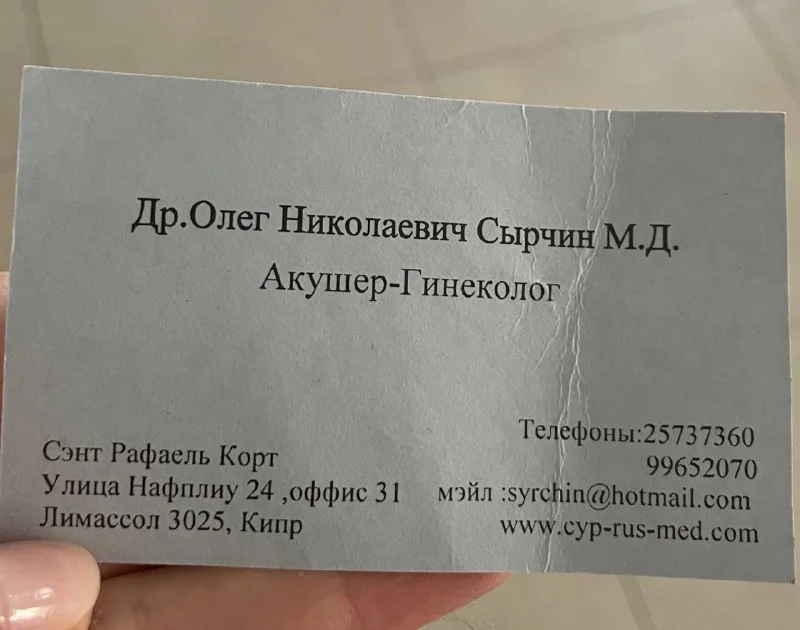 Др.Олег Николаевич Сырчин М.Д.
Акушер-Гинеколог
Сэнт Рафаель Корт
Улица Нафплиу 24 ,оффис 31
Лимассол 3025, Кипр
Телефоны:25737360
99652070
мэйл :syrchin@hotmail.com
www.cyp-rus-med.com